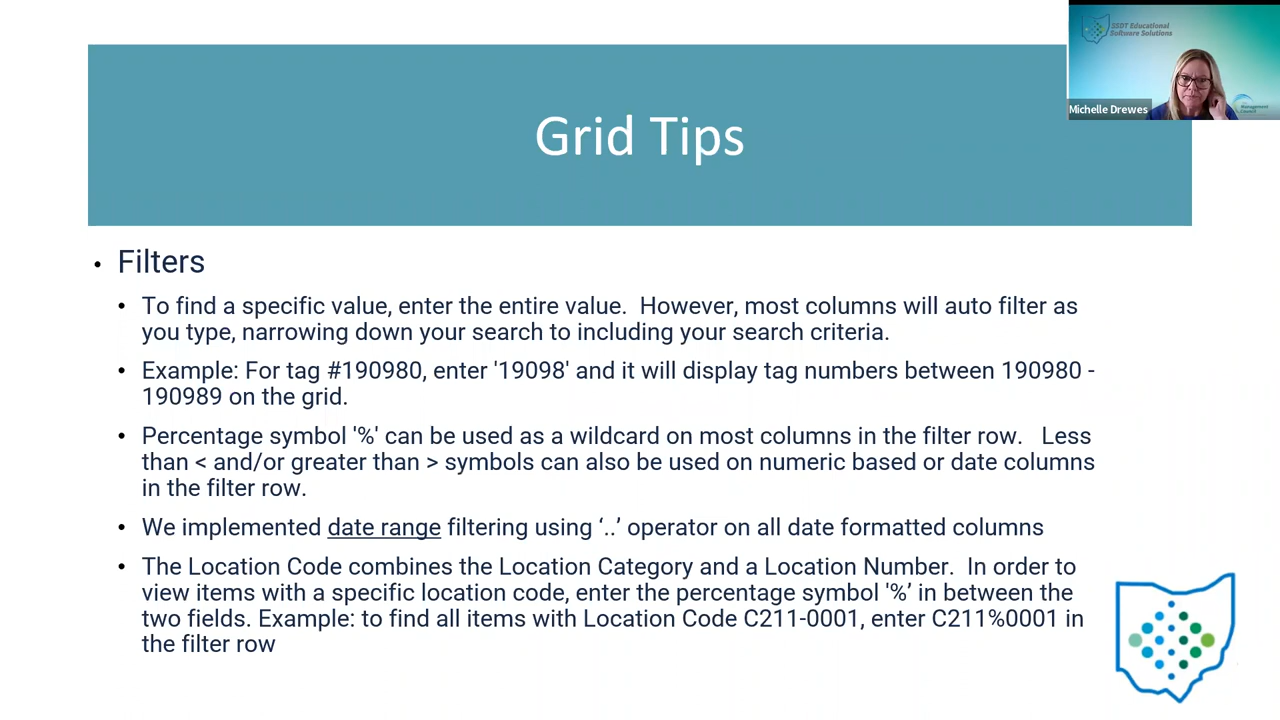 SSDT Educational
Software Solutions
Michelle Drewes
Management
Council
Grid Tips
• Filters
• To find a specific value, enter the entire value.  However, most columns will auto filter as
you type, narrowing down your search to including your search criteria.
• Example: For tag #190980, enter '19098' and it will display tag numbers between 190980 -
190989 on the grid.
• Percentage symbol '%' can be used as a wildcard on most columns in the filter row.   Less
than < and/or greater than > symbols can also be used on numeric based or date columns
in the filter row.
• We implemented date range filtering using ‘..’ operator on all date formatted columns
• The Location Code combines the Location Category and a Location Number.  In order to
view items with a specific location code, enter the percentage symbol '%’ in between the
two fields. Example: to find all items with Location Code C211-0001, enter C211%0001 in
the filter row